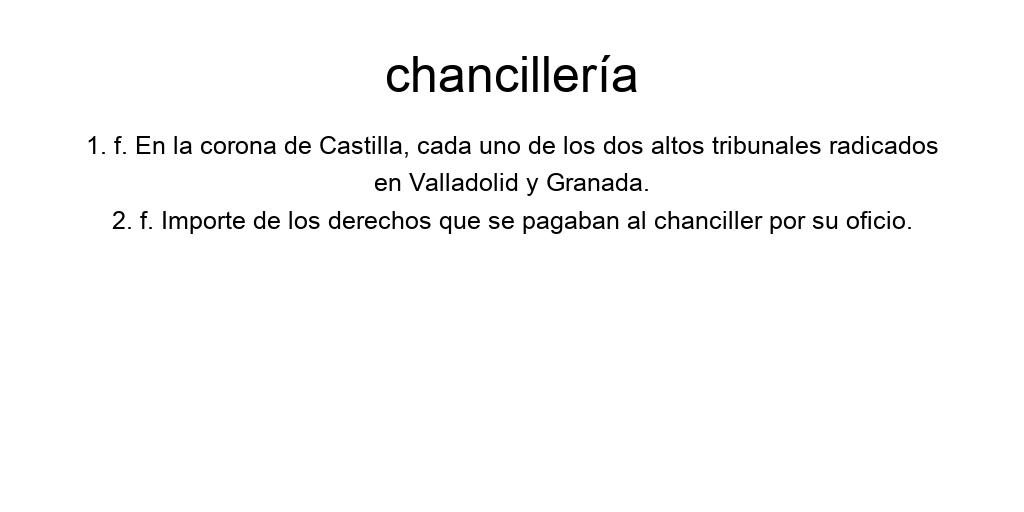 chancillería
1. f. En la corona de Castilla, cada uno de los dos altos tribunales radicados
en Valladolid y Granada.
2. f. Importe de los derechos que se pagaban al chanciller por su oficio.